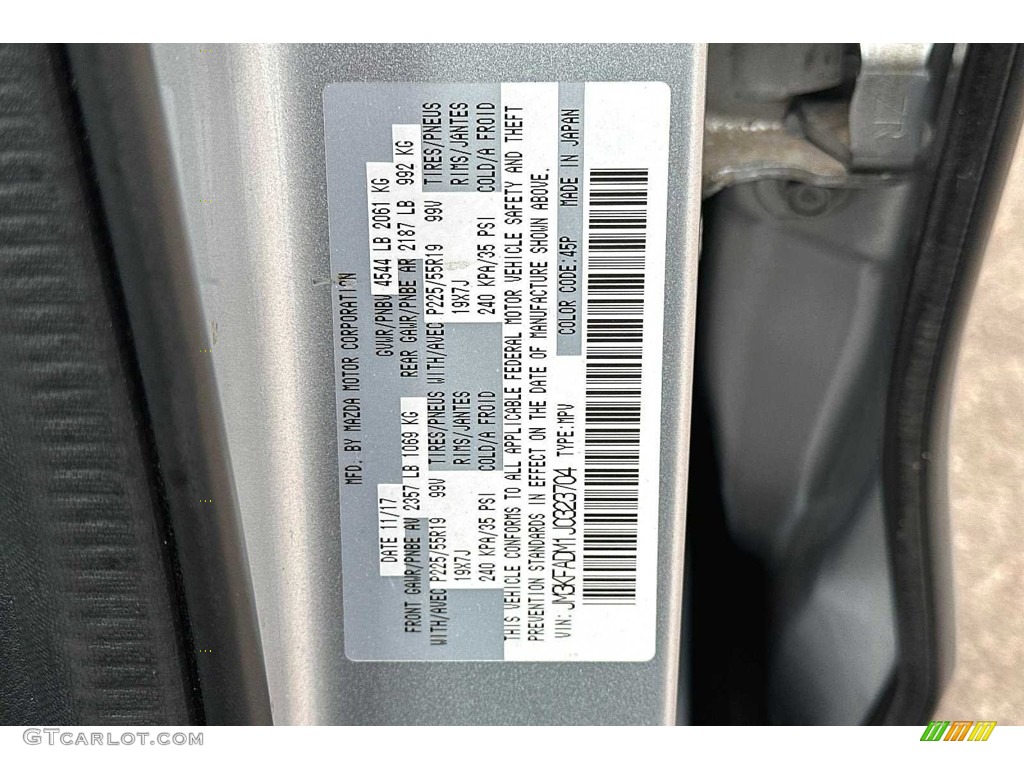 MFD. BY MAZDA MOTOR CORPORATION
DATE 11/17 GVWR/PNBV 4544 LB 2061 KG
FRONT GAWR/PNBE AV 2357 LB 1069 KG REAR GAWR/PNBE AR 2187 LB 992 KG
WITH/AVEC P225/55R19 99V TIRES/PNEUS WITH/AVEC P225/55R19 99V TIRES/PNEUS
19X7J RIMS/JANTES 19X7J RIMS/JANTES
240 KPA/35 PSI COLD/A FROID 240 KPA/35 PSI COLD/A FROID
THIS VEHICLE CONFORMS TO ALL APPLICABLE FEDERAL MOTOR VEHICLE SAFETY AND THEFT
PREVENTION STANDARDS IN EFFECT ON THE DATE OF MANUFACTURE SHOWN ABOVE.
VIN: JM3KFADM1J0323704 TYPE: MPV COLOR CODE: 45P MADE IN JAPAN
ZR
GTCARLOT.COM